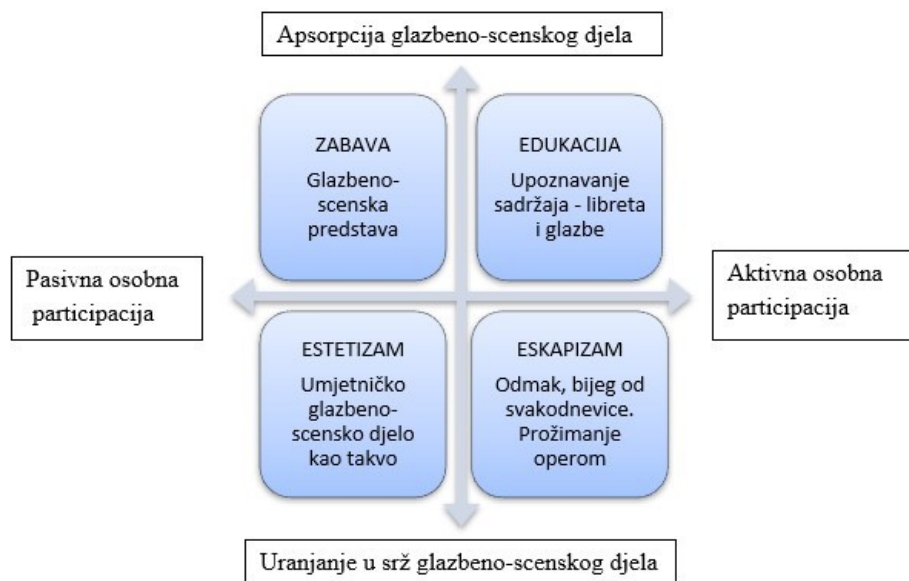 Apsorpcija glazbeno-scenskog djela
ZABAVA
Glazbeno-
scenska
predstava
EDUKACIJA
Upoznavanje
sadržaja - libreta
i glazbe
Pasivna osobna
participacija
Aktivna osobna
participacija
ESTETIZAM
Umjetničko
glazbeno-
scensko djelo
kao takvo
ESKAPIZAM
Odmak, bijeg od
svakodnevice.
Prožimanje
operom
Uranjanje u srž glazbeno-scenskog djela